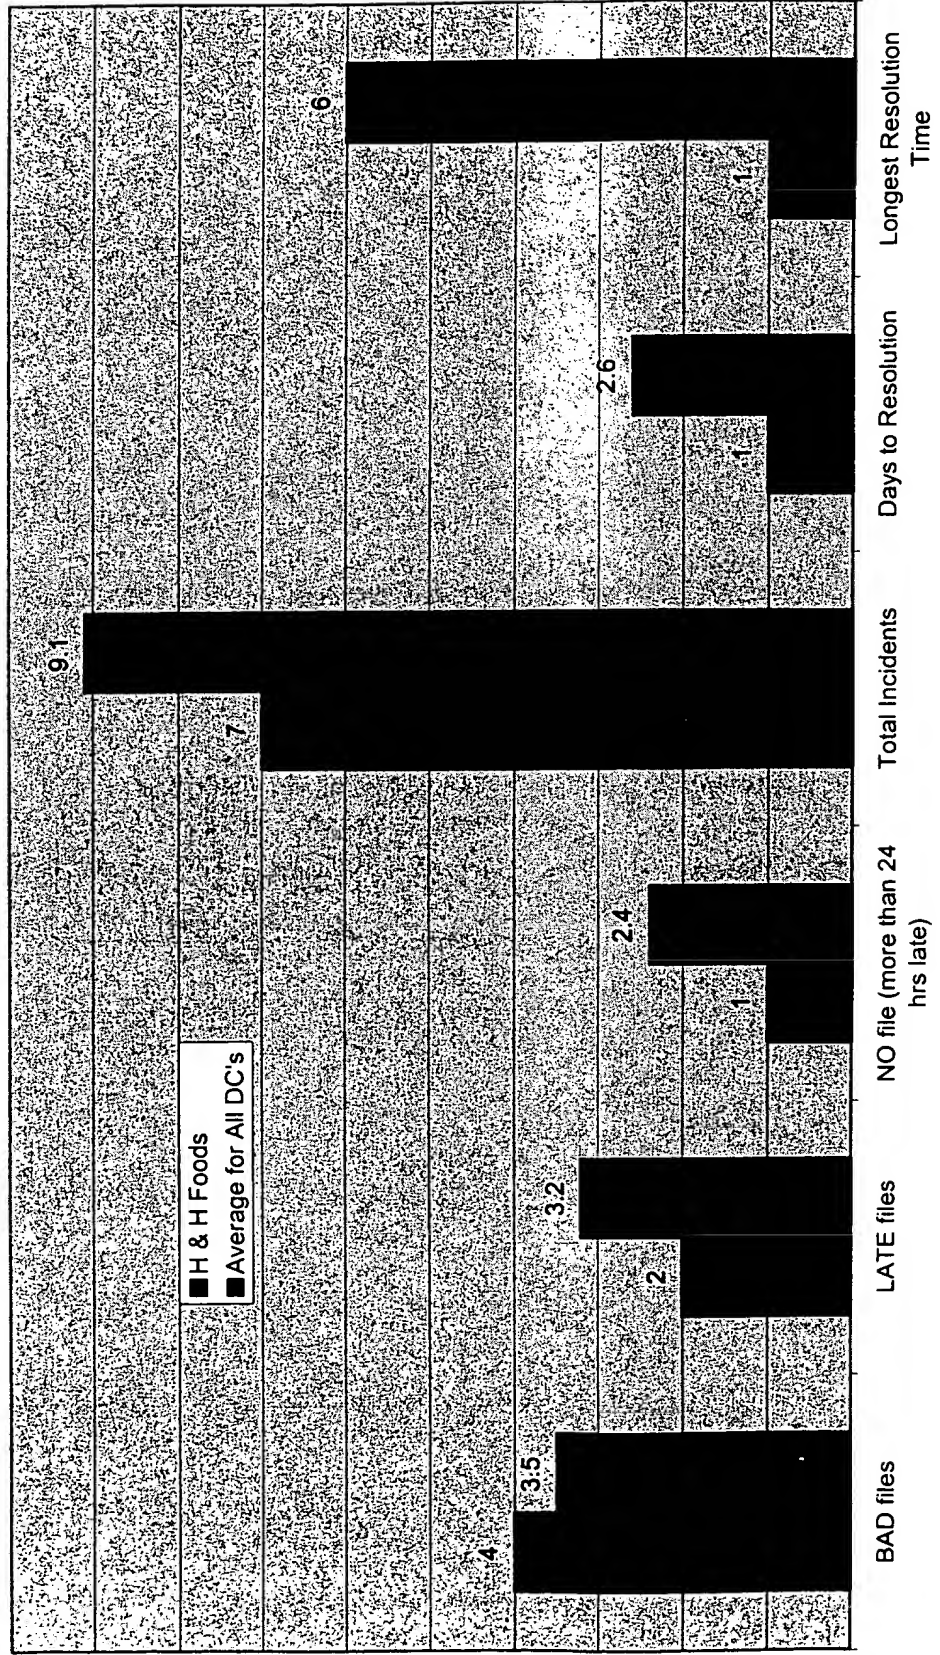 H & H Foods
Average for All DC's
4
3.5
2
3.2
1
2.4
7
9.1
1
2.6
1
6
BAD files
LATE files
NO file (more than 24
hrs late)
Total Incidents
Days to Resolution
Longest Resolution
Time